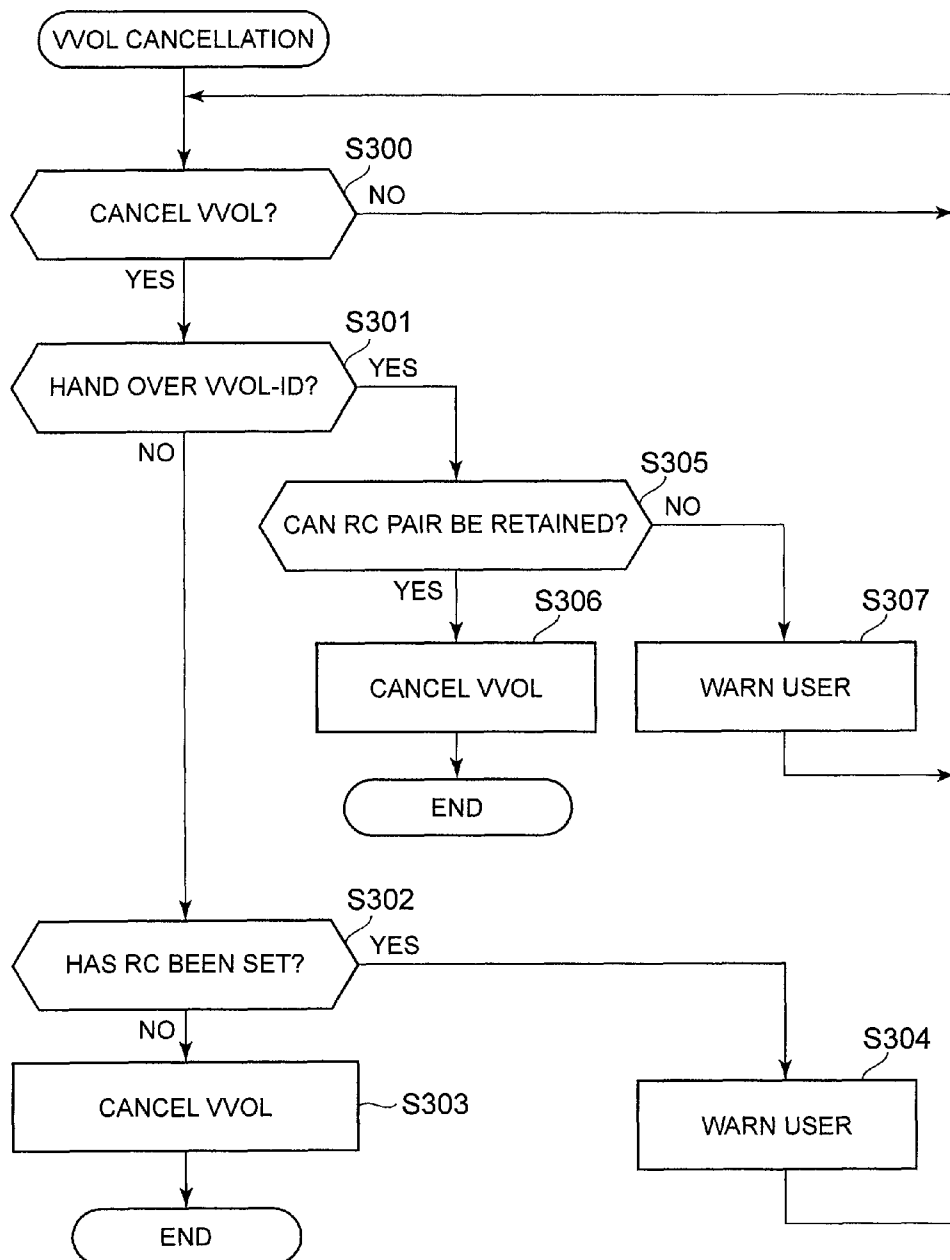 VVOL CANCELLATION
S300
CANCEL VVOL?
NO
YES
S301
HAND OVER VVOL-ID?
YES
NO
S305
CAN RC PAIR BE RETAINED?
NO
YES
S306
S307
CANCEL VVOL
WARN USER
END
S302
HAS RC BEEN SET?
YES
NO
S304
CANCEL VVOL
S303
WARN USER
END